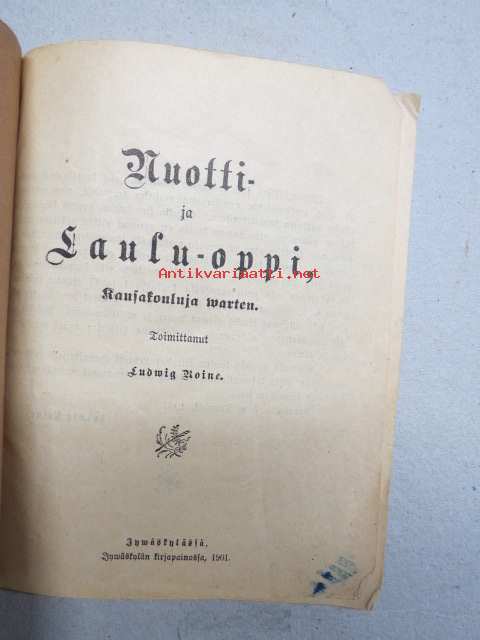 Nuotti-
ja
Laulu-oppi,
Antikvariaatti.net
Kansakouluja warten.
Toimittanut
Ludwig Roine.
Jywäskylässä.
Jywäskylän kirjapainossa, 1901.